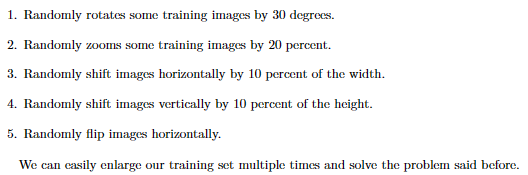 1. Randomly rotates some training images by 30 degrees.
2. Randomly zooms some training images by 20 percent.
3. Randomly shift images horizontally by 10 percent of the width.
4. Randomly shift images vertically by 10 percent of the height.
5. Randomly flip images horizontally.
We can easily enlarge our training set multiple times and solve the problem said before.